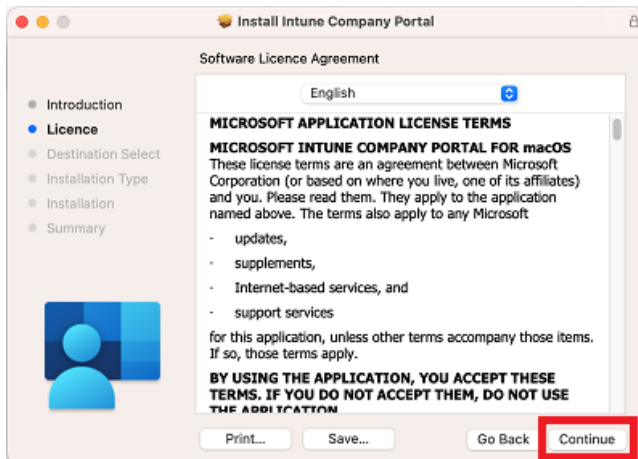 Install Intune Company Portal
Software Licence Agreement
English
Introduction
Licence
Destination Select
Installation Type
Installation
Summary
MICROSOFT APPLICATION LICENSE TERMS
MICROSOFT INTUNE COMPANY PORTAL FOR macOS
These license terms are an agreement between Microsoft
Corporation (or based on where you live, one of its affiliates)
and you. Please read them. They apply to the application
named above. The terms also apply to any Microsoft
- updates,
- supplements,
- Internet-based services, and
- support services
for this application, unless other terms accompany those items.
If so, those terms apply.
BY USING THE APPLICATION, YOU ACCEPT THESE
TERMS. IF YOU DO NOT ACCEPT THEM, DO NOT USE
THE APPLICATION
Print...
Save...
Go Back
Continue